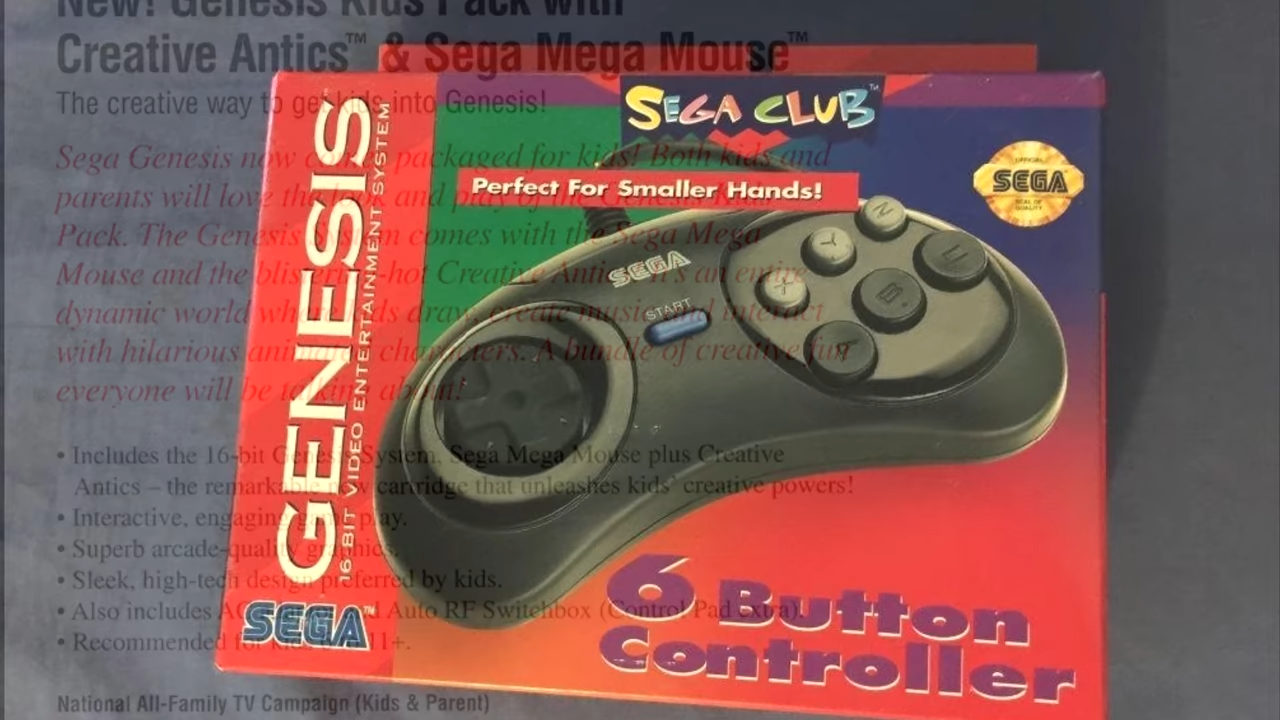 New! Genesis Kids Pack with
Creative Antics™ & Sega Mega Mouse™
The creative way to get kids into Genesis!
Sega Genesis now comes packaged for kids! Both kids and
parents will love the look and play of the Genesis Kids
Pack. The Genesis System comes with the Sega Mega
Mouse and the blistering-hot Creative Antics. It's an entire
dynamic world where kids draw, create music and interact
with hilarious animated characters. A bundle of creative fun
everyone will be talking about!
• Includes the 16-bit Genesis System, Sega Mega Mouse plus Creative
Antics – the remarkable new cartridge that unleashes kids' creative powers!
• Interactive, engaging game play.
• Superb arcade-quality graphics.
• Sleek, high-tech design preferred by kids.
• Also includes AC and Auto RF Switchbox (Control Pad extra).
• Recommended for kids 11+.
National All-Family TV Campaign (Kids & Parent)
GENESIS™
16-BIT VIDEO ENTERTAINMENT SYSTEM
SEGA™
SEGA CLUB™
Perfect For Smaller Hands!
OFFICIAL
SEGA
SEAL OF
QUALITY
SEGA
START
X
Y
Z
B
6 Button
Controller